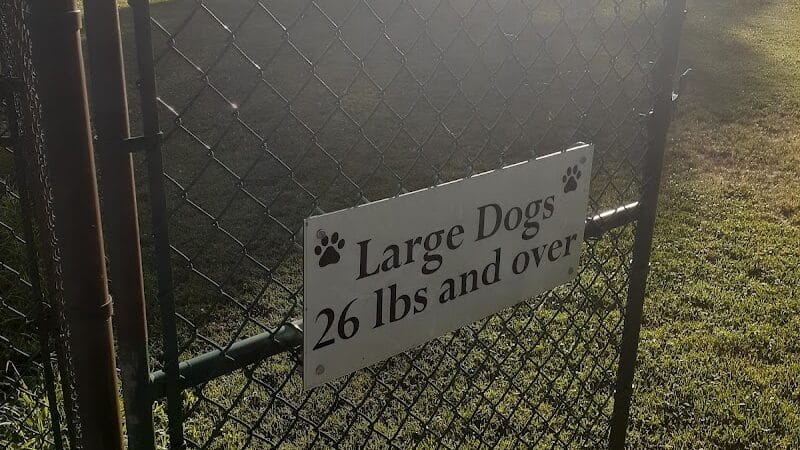 Large Dogs
26 lbs and over